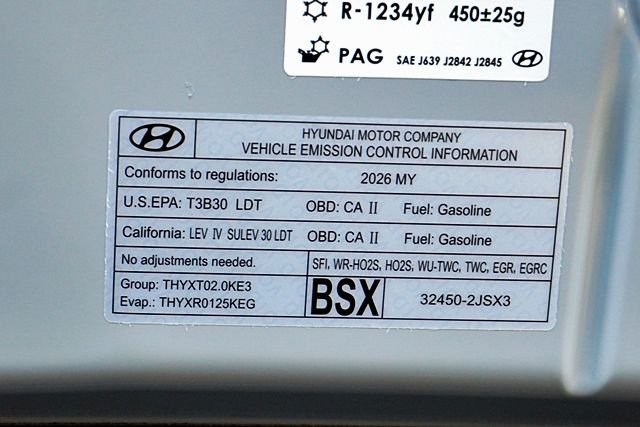 R-1234yf 450±25g
PAG SAE J639 J2842 J2845
HYUNDAI MOTOR COMPANY
VEHICLE EMISSION CONTROL INFORMATION
Conforms to regulations: 2026 MY
U.S.EPA: T3B30 LDT OBD: CA II Fuel: Gasoline
California: LEV IV SULEV 30 LDT OBD: CA II Fuel: Gasoline
No adjustments needed. SFI, WR-HO2S, HO2S, WU-TWC, TWC, EGR, EGRC
Group: THYXT02.0KE3
Evap.: THYXR0125KEG
BSX 32450-2JSX3